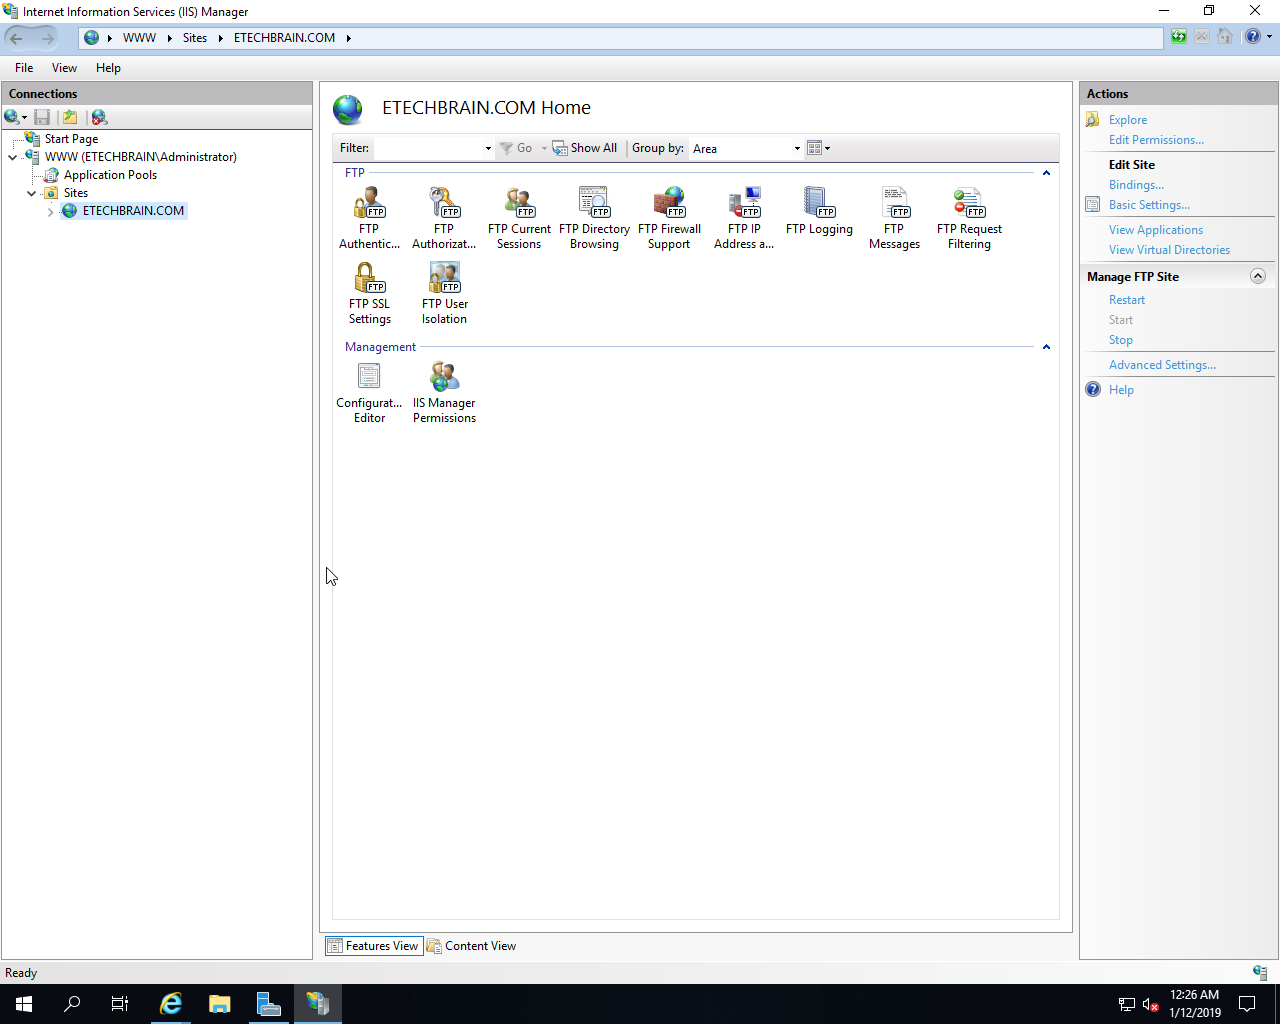 Internet Information Services (IIS) Manager
WWW Sites ETECHBRAIN.COM
File View Help
Connections
Start Page
WWW (ETECHBRAIN\Administrator)
Application Pools
Sites
ETECHBRAIN.COM
ETECHBRAIN.COM Home
Filter: Go Show All Group by: Area
FTP
FTP Authentic...
FTP Authorizat...
FTP Current Sessions
FTP Directory Browsing
FTP Firewall Support
FTP IP Address a...
FTP Logging
FTP Messages
FTP Request Filtering
FTP SSL Settings
FTP User Isolation
Management
Configurat... Editor
IIS Manager Permissions
Features View Content View
Actions
Explore
Edit Permissions...
Edit Site
Bindings...
Basic Settings...
View Applications
View Virtual Directories
Manage FTP Site
Restart
Start
Stop
Advanced Settings...
Help
Ready
12:26 AM
1/12/2019